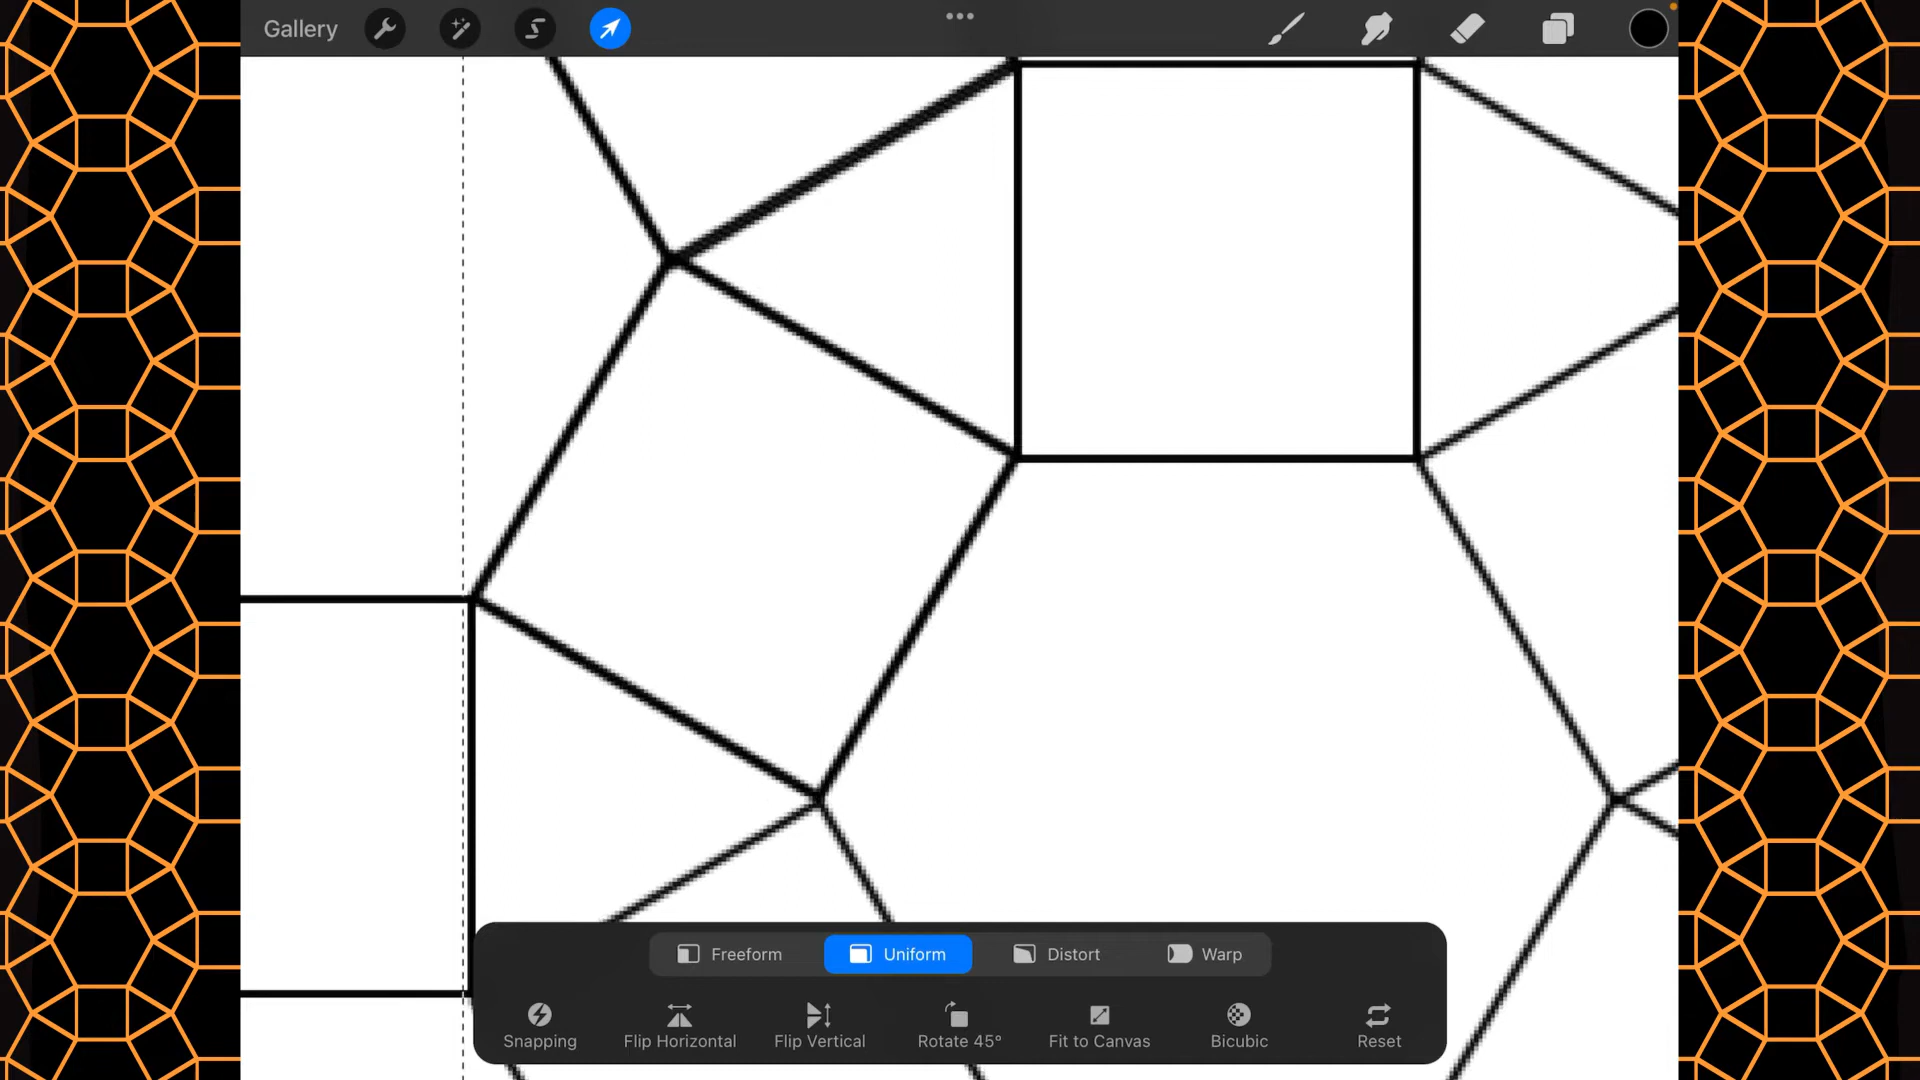 Gallery
Freeform Uniform Distort Warp
Snapping Flip Horizontal Flip Vertical Rotate 45° Fit to Canvas Bicubic Reset